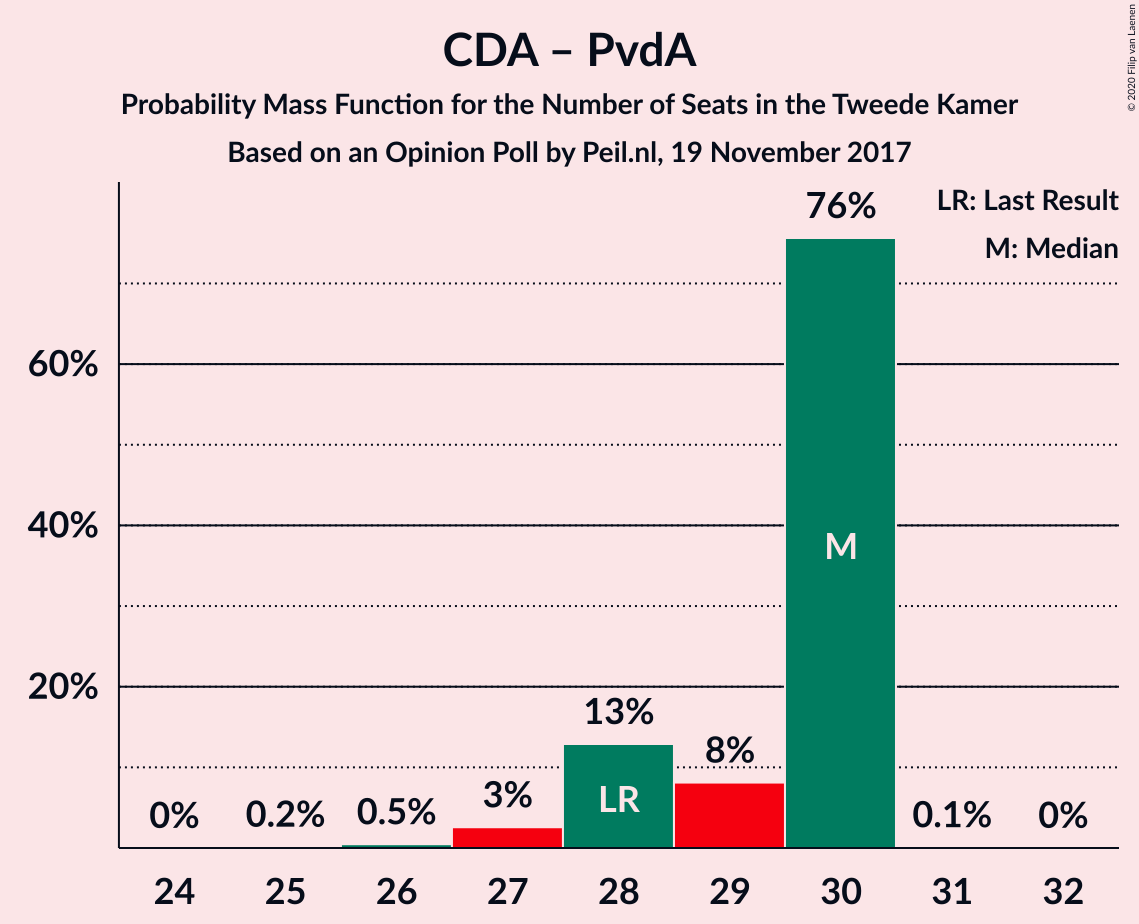 CDA – PvdA
Probability Mass Function for the Number of Seats in the Tweede Kamer
Based on an Opinion Poll by Peil.nl, 19 November 2017
© 2020 Filip van Laenen
LR: Last Result
M: Median
76%
60%
40%
20%
M
13%
8%
LR
3%
0%
0.2%
0.5%
0.1%
0%
24 25 26 27 28 29 30 31 32